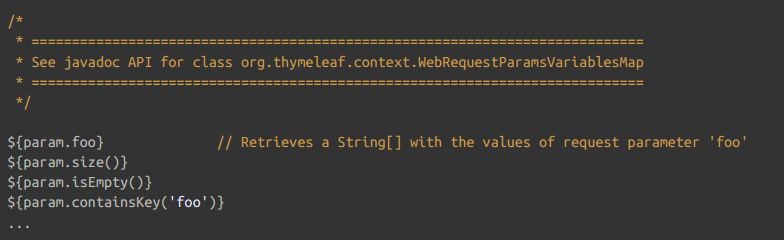 /*
 * ===========================================================================
 * See javadoc API for class org.thymeleaf.context.WebRequestParamsVariablesMap
 * ===========================================================================
 */
${param.foo}              // Retrieves a String[] with the values of request parameter 'foo'
${param.size()}
${param.isEmpty()}
${param.containsKey('foo')}
...